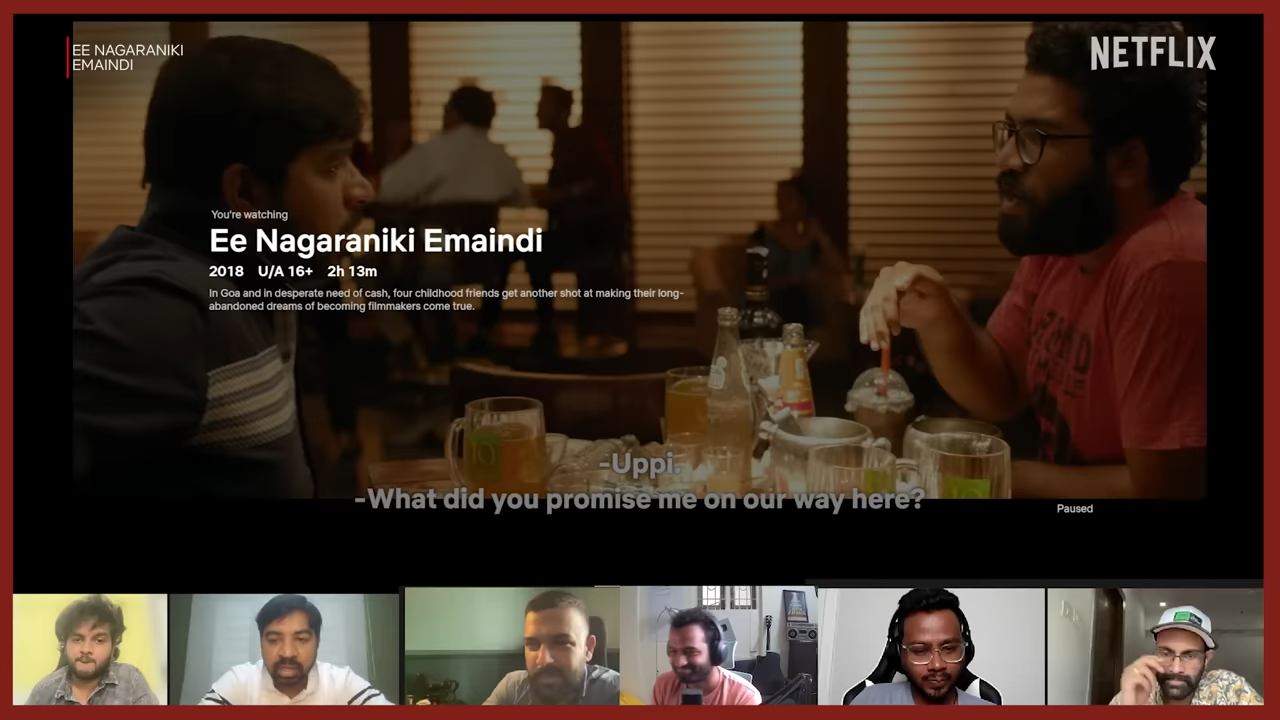 EE NAGARANIKI
EMAINDI
NETFLIX
You're watching
Ee Nagaraniki Emaindi
2018 U/A 16+ 2h 13m
In Goa and in desperate need of cash, four childhood friends get another shot at making their long-
abandoned dreams of becoming filmmakers come true.
-Uppi.
-What did you promise me on our way here?
Paused